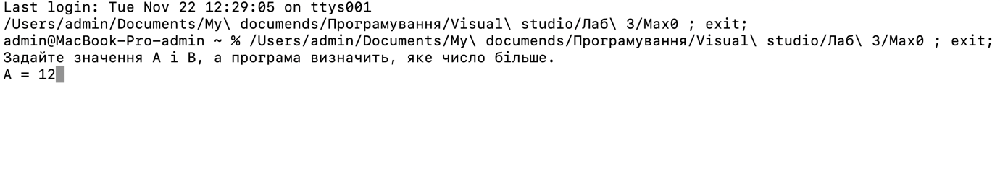 Last login: Tue Nov 22 12:29:05 on ttys001
/Users/admin/Documents/My\ documends/Програмування/Visual\ studio/Лаб\ 3/Max0 ; exit;
admin@MacBook-Pro-admin ~ % /Users/admin/Documents/My\ documends/Програмування/Visual\ studio/Лаб\ 3/Max0 ; exit;
Задайте значення А і В, а програма визначить, яке число більше.
A = 12